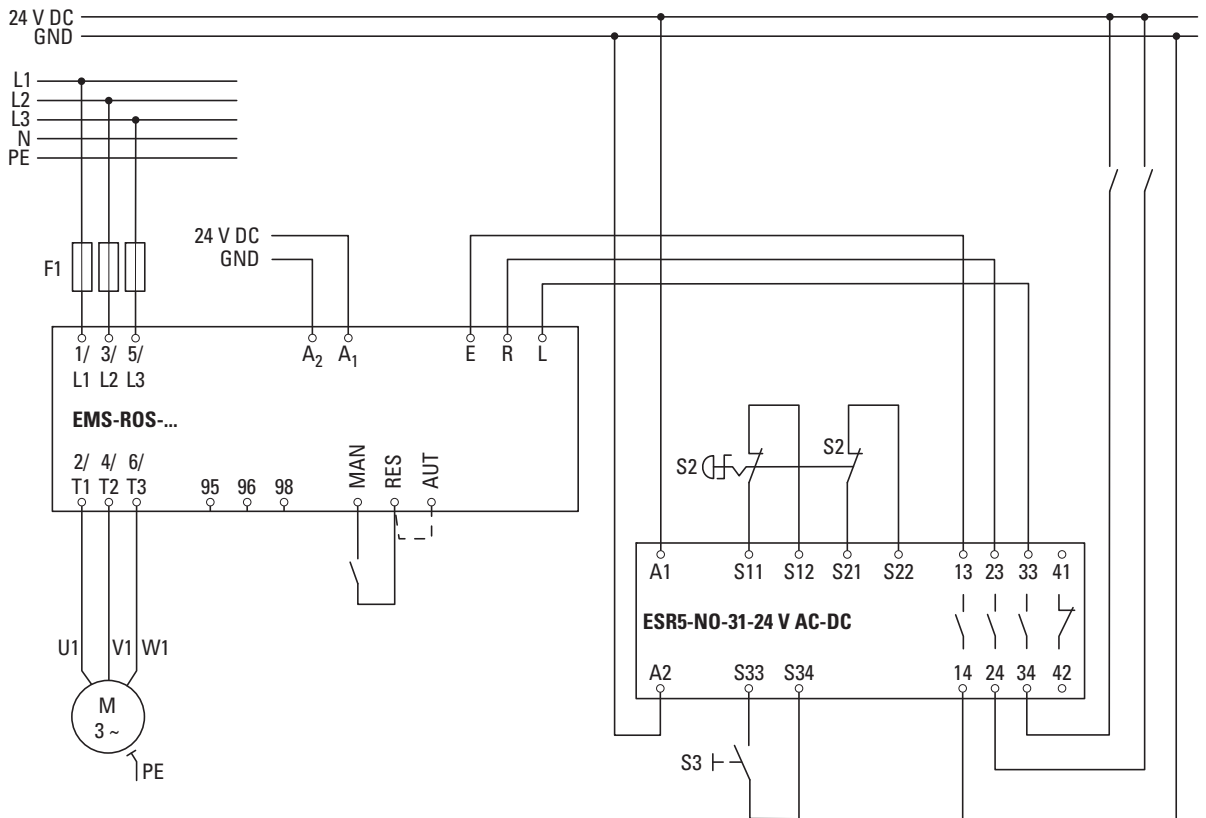 24 V DC
GND
L1
L2
L3
N
PE
F1
24 V DC
GND
1/ 3/ 5/
L1 L2 L3
A2 A1
E R L
EMS-ROS-...
2/ 4/ 6/
T1 T2 T3
95 96 98
MAN
RES
AUT
U1 V1 W1
M
3 ~
PE
S2
S2
A1 S11 S12 S21 S22 13 23 33 41
ESR5-NO-31-24 V AC-DC
A2 S33 S34 14 24 34 42
S3